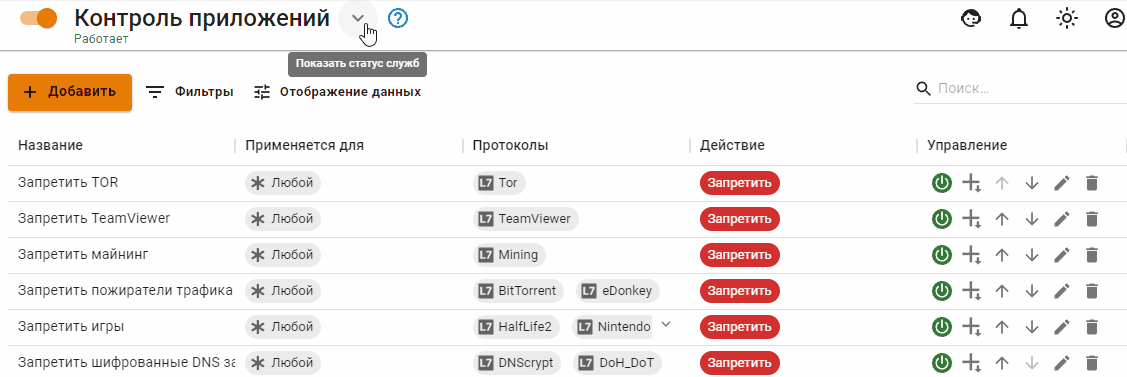 Контроль приложений
Работает
Показать статус служб
Добавить Фильтры Отображение данных Поиск...
Название Применяется для Протоколы Действие Управление
Запретить TOR Любой L7 Tor Запретить
Запретить TeamViewer Любой L7 TeamViewer Запретить
Запретить майнинг Любой L7 Mining Запретить
Запретить пожиратели трафика Любой L7 BitTorrent L7 eDonkey Запретить
Запретить игры Любой L7 HalfLife2 L7 Nintendo Запретить
Запретить шифрованные DNS за Любой L7 DNScrypt L7 DoH_DoT Запретить